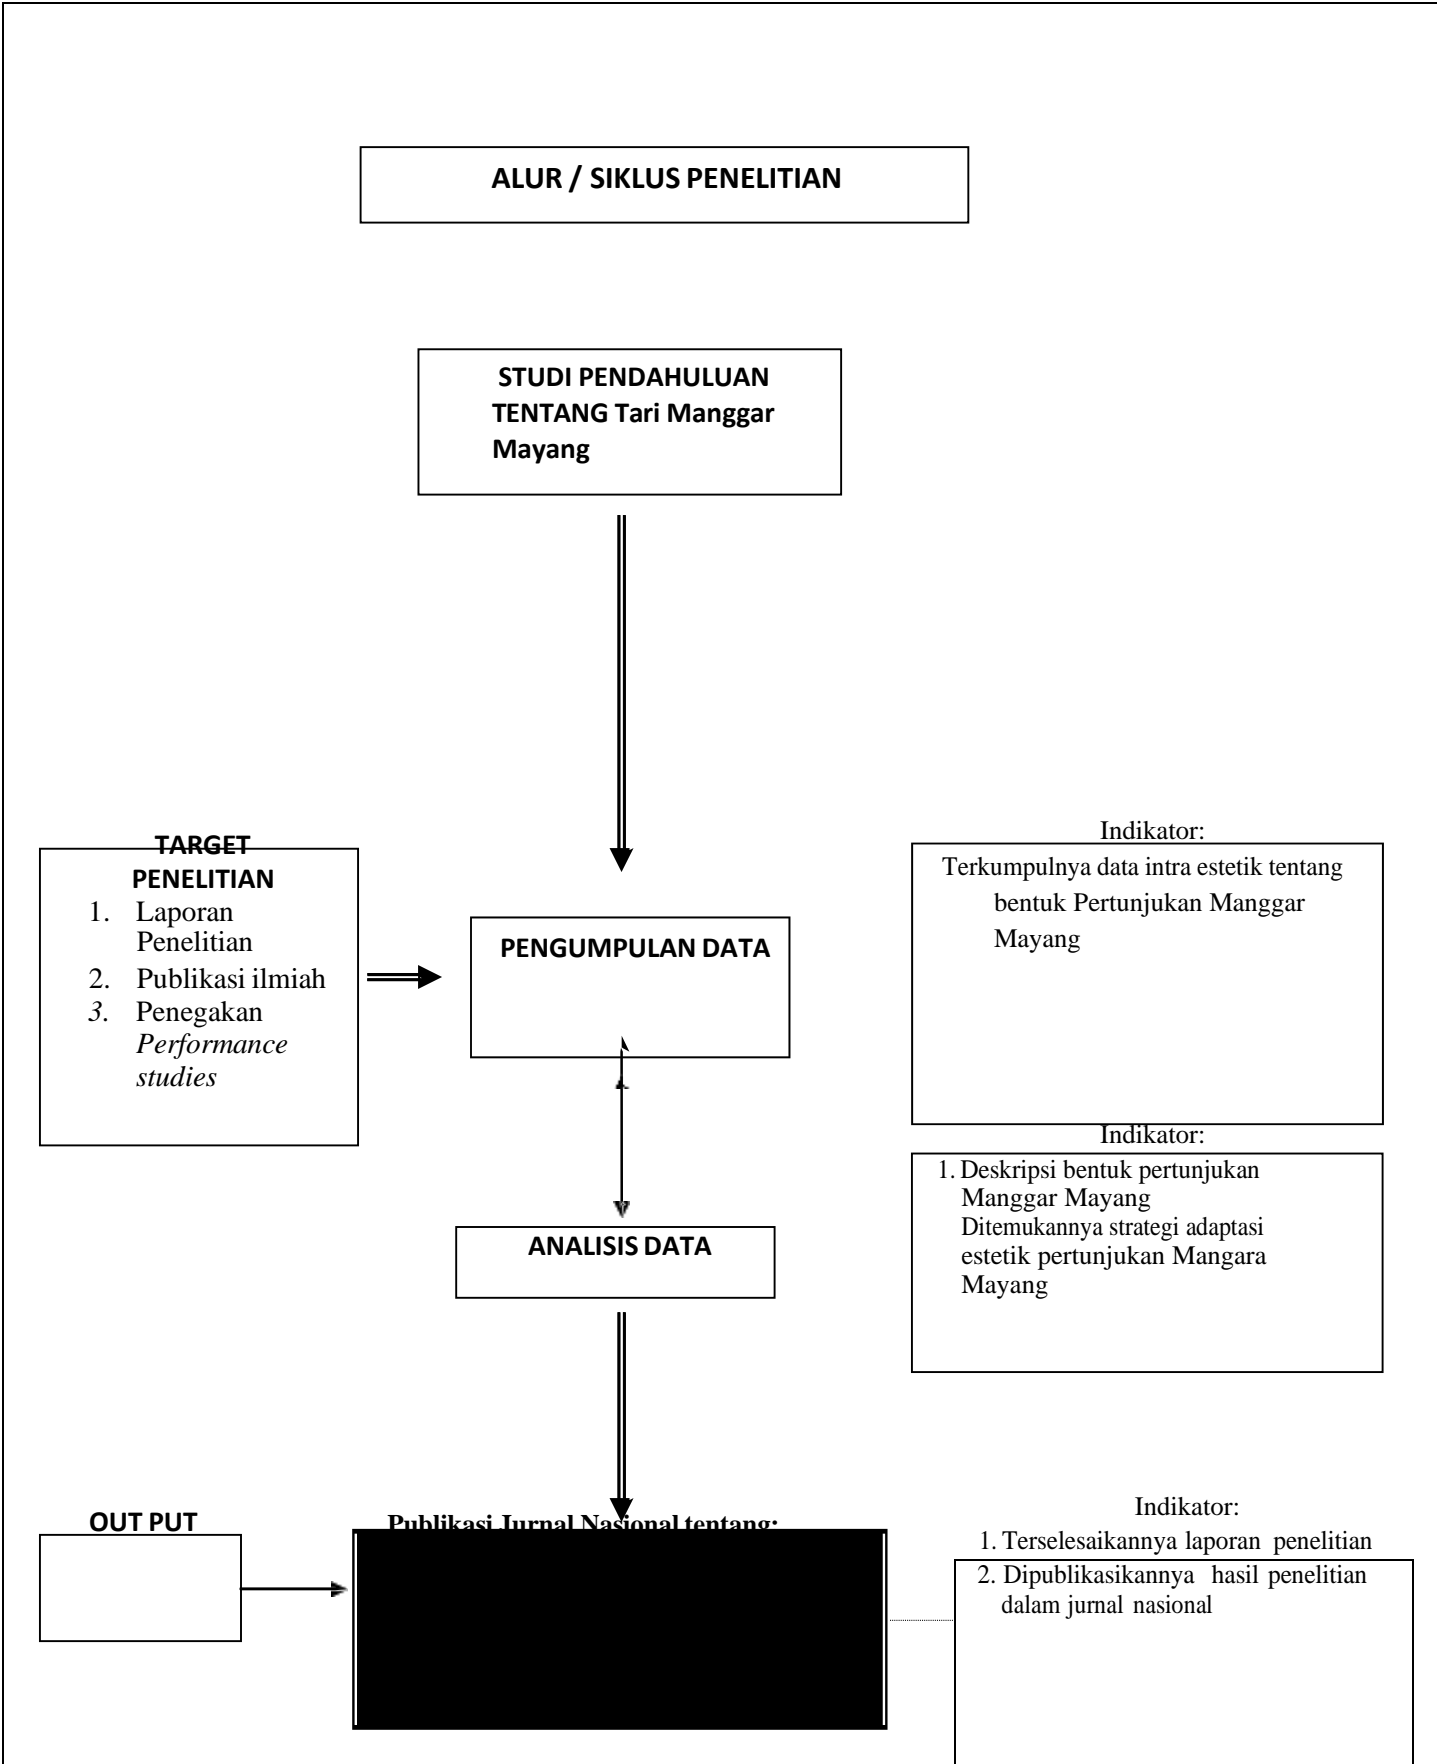 ALUR / SIKLUS PENELITIAN
STUDI PENDAHULUAN
TENTANG Tari Manggar
Mayang
TARGET
PENELITIAN
1. Laporan
Penelitian
2. Publikasi ilmiah
3. Penegakan
Performance
studies
PENGUMPULAN DATA
Indikator:
Terkumpulnya data intra estetik tentang
bentuk Pertunjukan Manggar
Mayang
ANALISIS DATA
Indikator:
1. Deskripsi bentuk pertunjukan
Manggar Mayang
Ditemukannya strategi adaptasi
estetik pertunjukan Mangara
Mayang
OUT PUT
Publikasi Jurnal Nasional tentang:
Indikator:
1. Terselesaikannya laporan penelitian
2. Dipublikasikannya hasil penelitian
dalam jurnal nasional